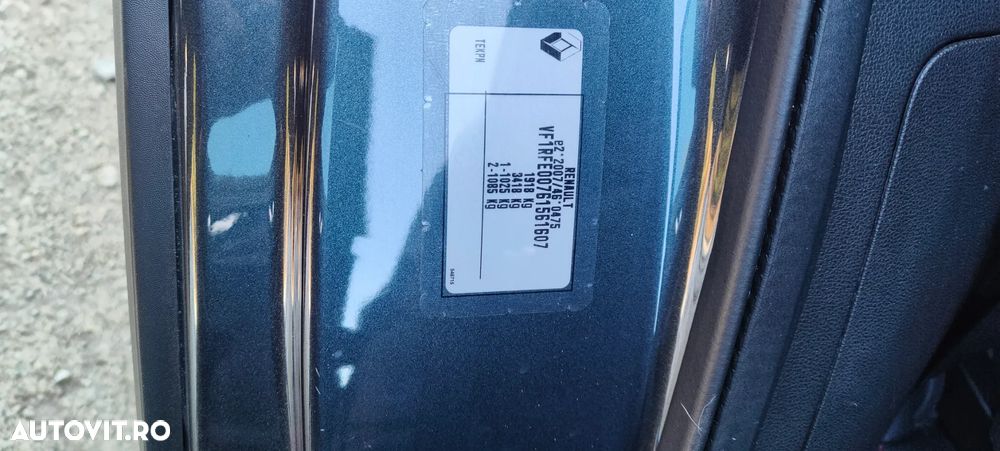 TEKPN
RENAULT
e2*2007/46*0475
VF1RFE00761561607
1918 Kg
3418 Kg
1-1025 Kg
2-1085 Kg
548715
AUTOVIT.RO